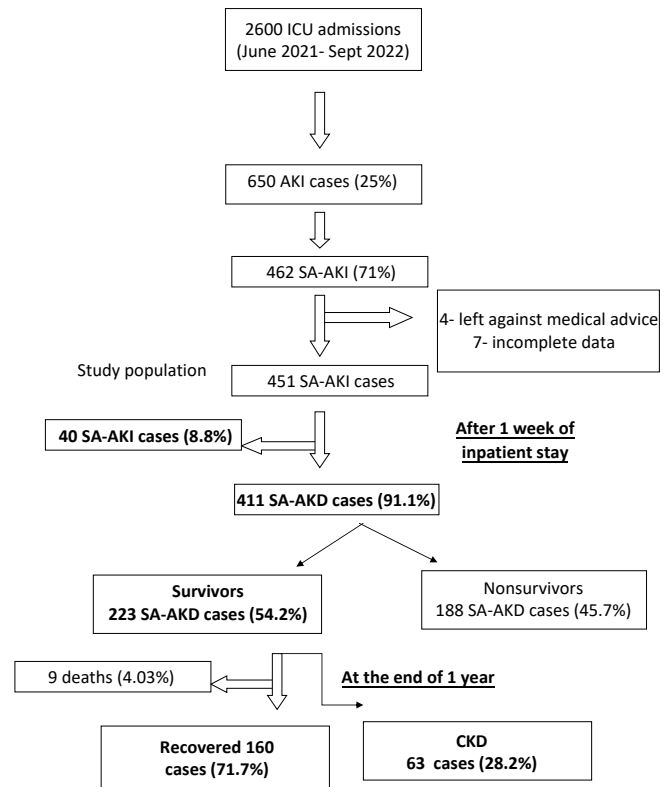 2600 ICU admissions
(June 2021- Sept 2022)
650 AKI cases (25%)
462 SA-AKI (71%)
4- left against medical advice
7- incomplete data
Study population
451 SA-AKI cases
40 SA-AKI cases (8.8%)
After 1 week of
inpatient stay
411 SA-AKD cases (91.1%)
Survivors
223 SA-AKD cases (54.2%)
Nonsurvivors
188 SA-AKD cases (45.7%)
9 deaths (4.03%)
At the end of 1 year
Recovered 160
cases (71.7%)
CKD
63 cases (28.2%)